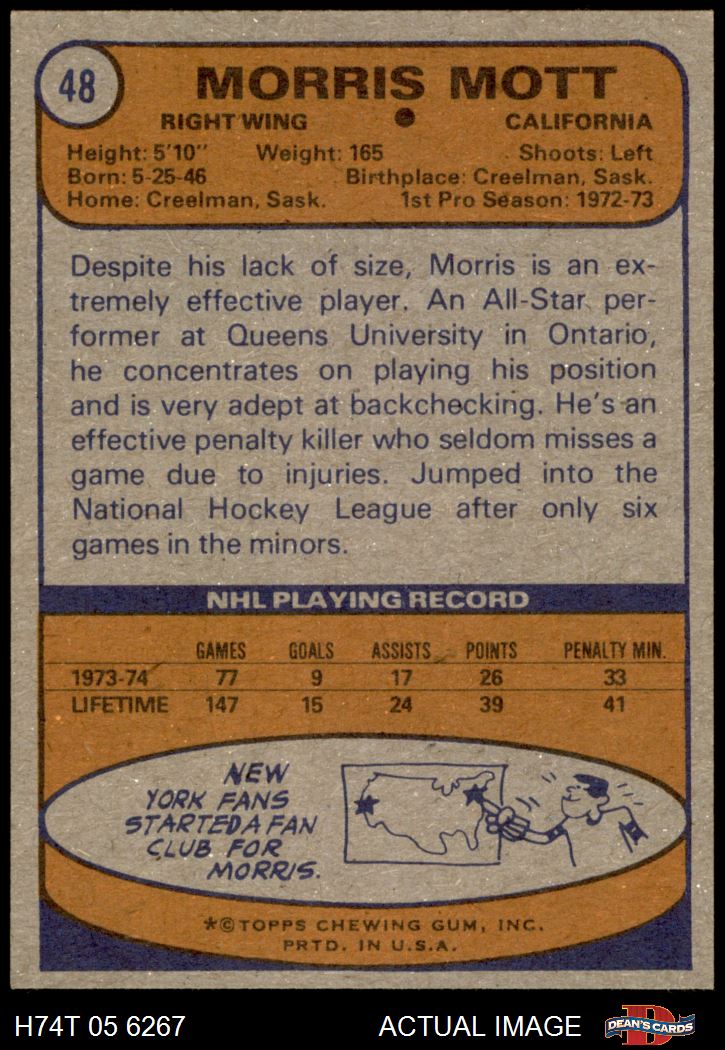 48
MORRIS MOTT
RIGHT WING
CALIFORNIA
Height: 5'10" Weight: 165 Shoots: Left
Born: 5-25-46 Birthplace: Creelman, Sask.
Home: Creelman, Sask. 1st Pro Season: 1972-73
Despite his lack of size, Morris is an ex-
tremely effective player. An All-Star per-
former at Queens University in Ontario,
he concentrates on playing his position
and is very adept at backchecking. He's an
effective penalty killer who seldom misses a
game due to injuries. Jumped into the
National Hockey League after only six
games in the minors.
NHL PLAYING RECORD
GAMES GOALS ASSISTS POINTS PENALTY MIN.
1973-74 77 9 17 26 33
LIFETIME 147 15 24 39 41
NEW
YORK FANS
STARTED A FAN
CLUB FOR
MORRIS.
*©TOPPS CHEWING GUM, INC.
PRTD. IN U.S.A.
H74T 05 6267
ACTUAL IMAGE
D
DEAN'S CARDS